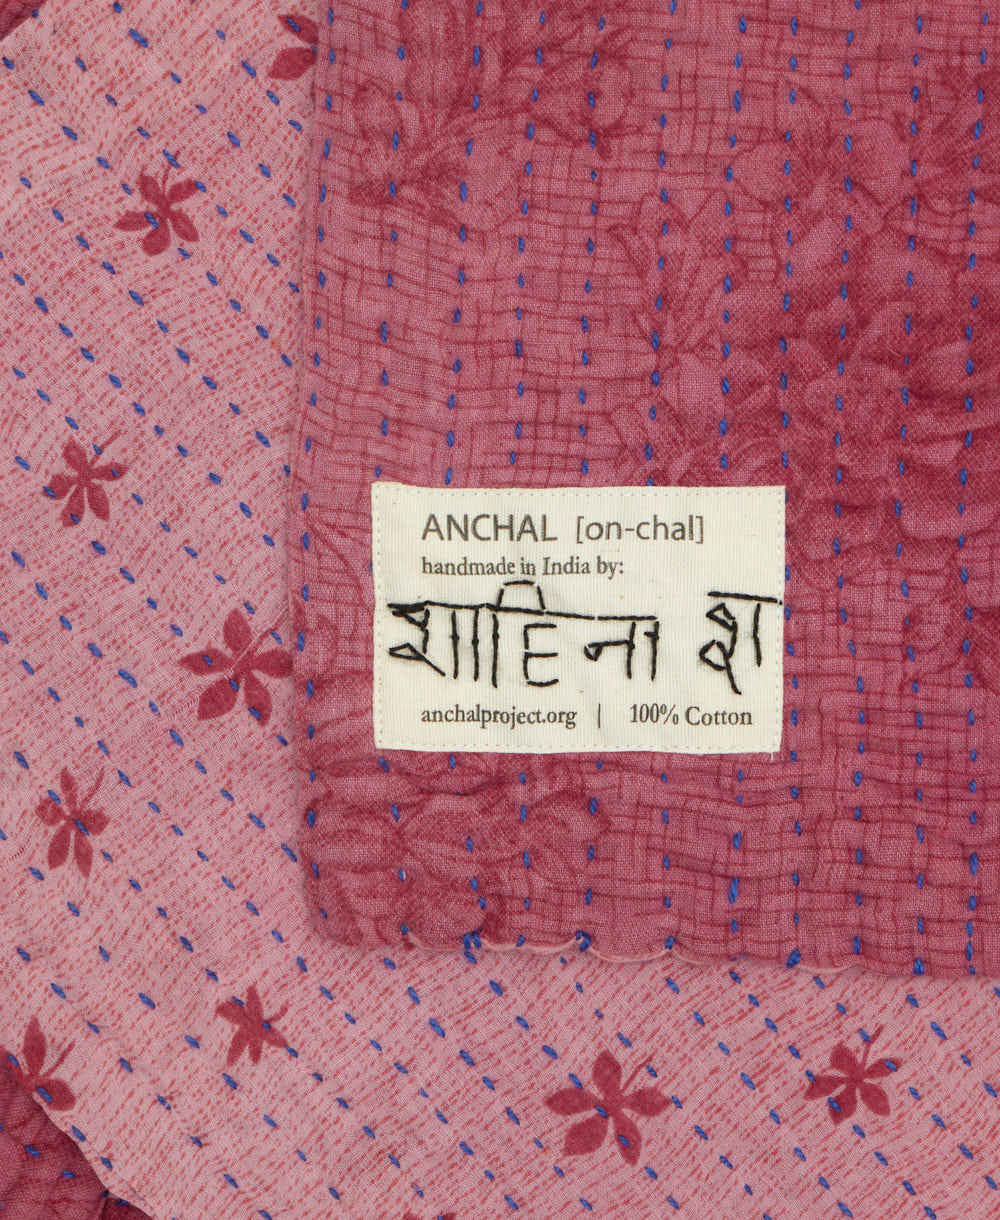 ANCHAL [on-chal]
handmade in India by:
शाहिना श
anchalproject.org | 100% Cotton